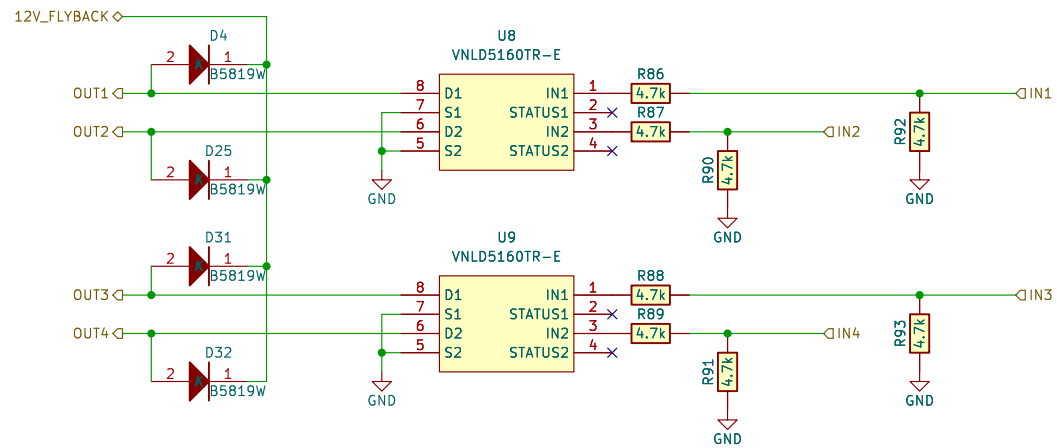 12V_FLYBACK
D4
2 1
B5819W
OUT1
OUT2
D25
2 1
B5819W
U8
VNLD5160TR-E
8 D1 IN1 1
7 S1 STATUS1 2
6 D2 IN2 3
5 S2 STATUS2 4
GND
R86
4.7k
R87
4.7k
IN1
IN2
R92
4.7k
GND
R90
4.7k
GND
D31
2 1
B5819W
OUT3
OUT4
D32
2 1
B5819W
U9
VNLD5160TR-E
8 D1 IN1 1
7 S1 STATUS1 2
6 D2 IN2 3
5 S2 STATUS2 4
GND
R88
4.7k
R89
4.7k
IN3
IN4
R93
4.7k
GND
R91
4.7k
GND